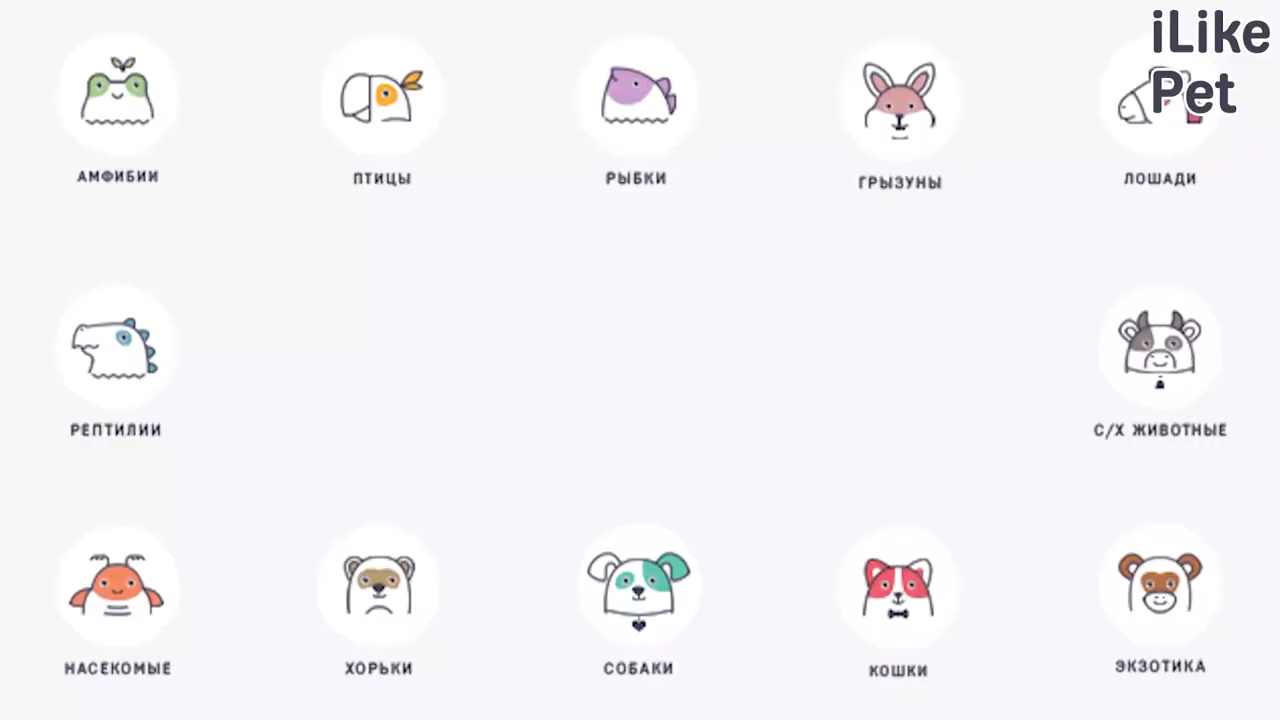 iLike
Pet
АМФИБИИ
ПТИЦЫ
РЫБКИ
ГРЫЗУНЫ
ЛОШАДИ
РЕПТИЛИИ
С/Х ЖИВОТНЫЕ
НАСЕКОМЫЕ
ХОРЬКИ
СОБАКИ
КОШКИ
ЭКЗОТИКА